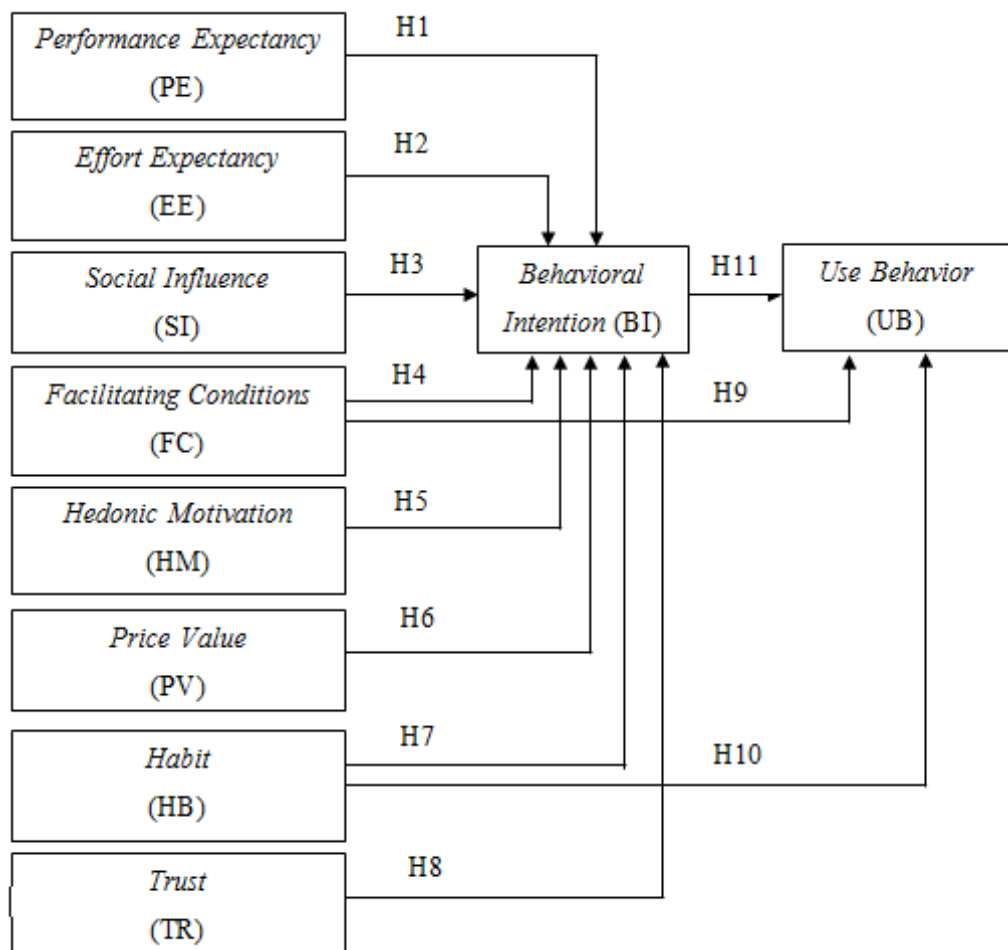 Performance Expectancy
(PE)
H1
Effort Expectancy
(EE)
H2
Social Influence
(SI)
H3
Behavioral
Intention (BI)
H11
Use Behavior
(UB)
Facilitating Conditions
(FC)
H4
H9
Hedonic Motivation
(HM)
H5
Price Value
(PV)
H6
Habit
(HB)
H7
H10
Trust
(TR)
H8